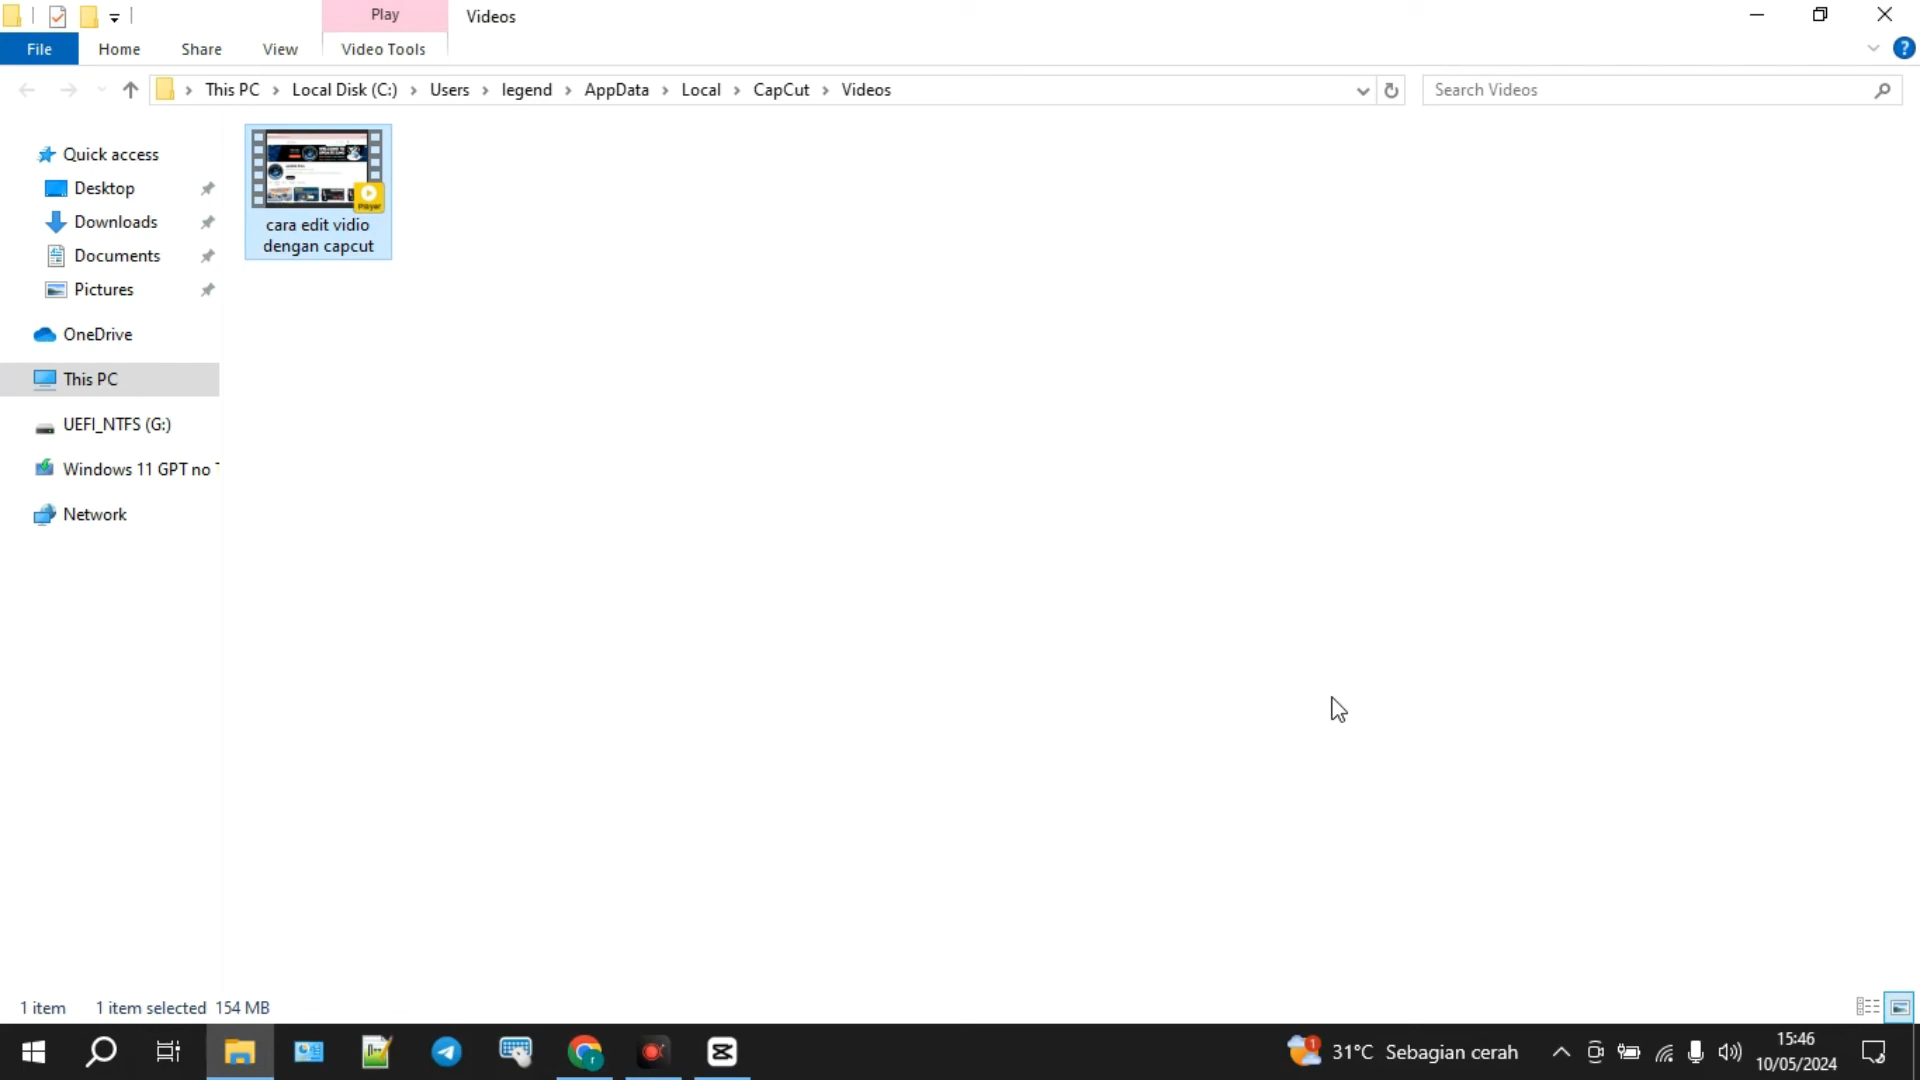 Play
Videos
File
Home
Share
View
Video Tools
This PC
Local Disk (C:)
Users
legend
AppData
Local
CapCut
Videos
Search Videos
Quick access
Desktop
Downloads
Documents
Pictures
OneDrive
This PC
UEFI_NTFS (G:)
Windows 11 GPT no
Network
Player
cara edit vidio
dengan capcut
1 item
1 item selected 154 MB
31°C Sebagian cerah
15:46
10/05/2024